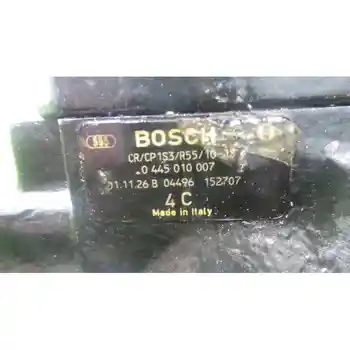 BOSCH
CR/CP1S3/R55/10
0 445 010 007
01.11.26 B 04496 152707
4 C
Made in Italy